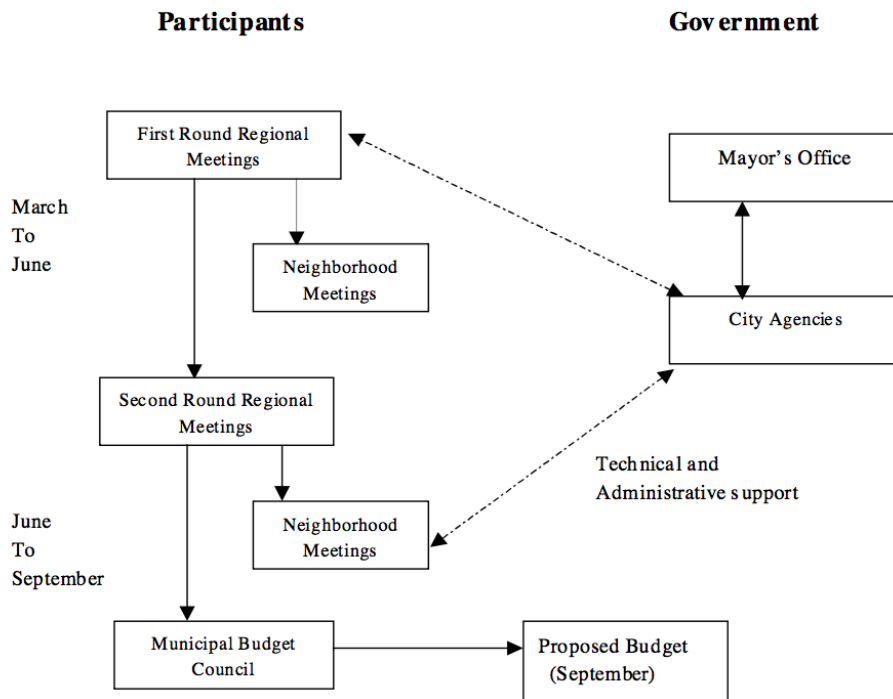 Participants
Government
First Round Regional
Meetings
Mayor's Office
March
To
June
Neighborhood
Meetings
City Agencies
Second Round Regional
Meetings
Technical and
Administrative support
June
To
September
Neighborhood
Meetings
Municipal Budget
Council
Proposed Budget
(September)